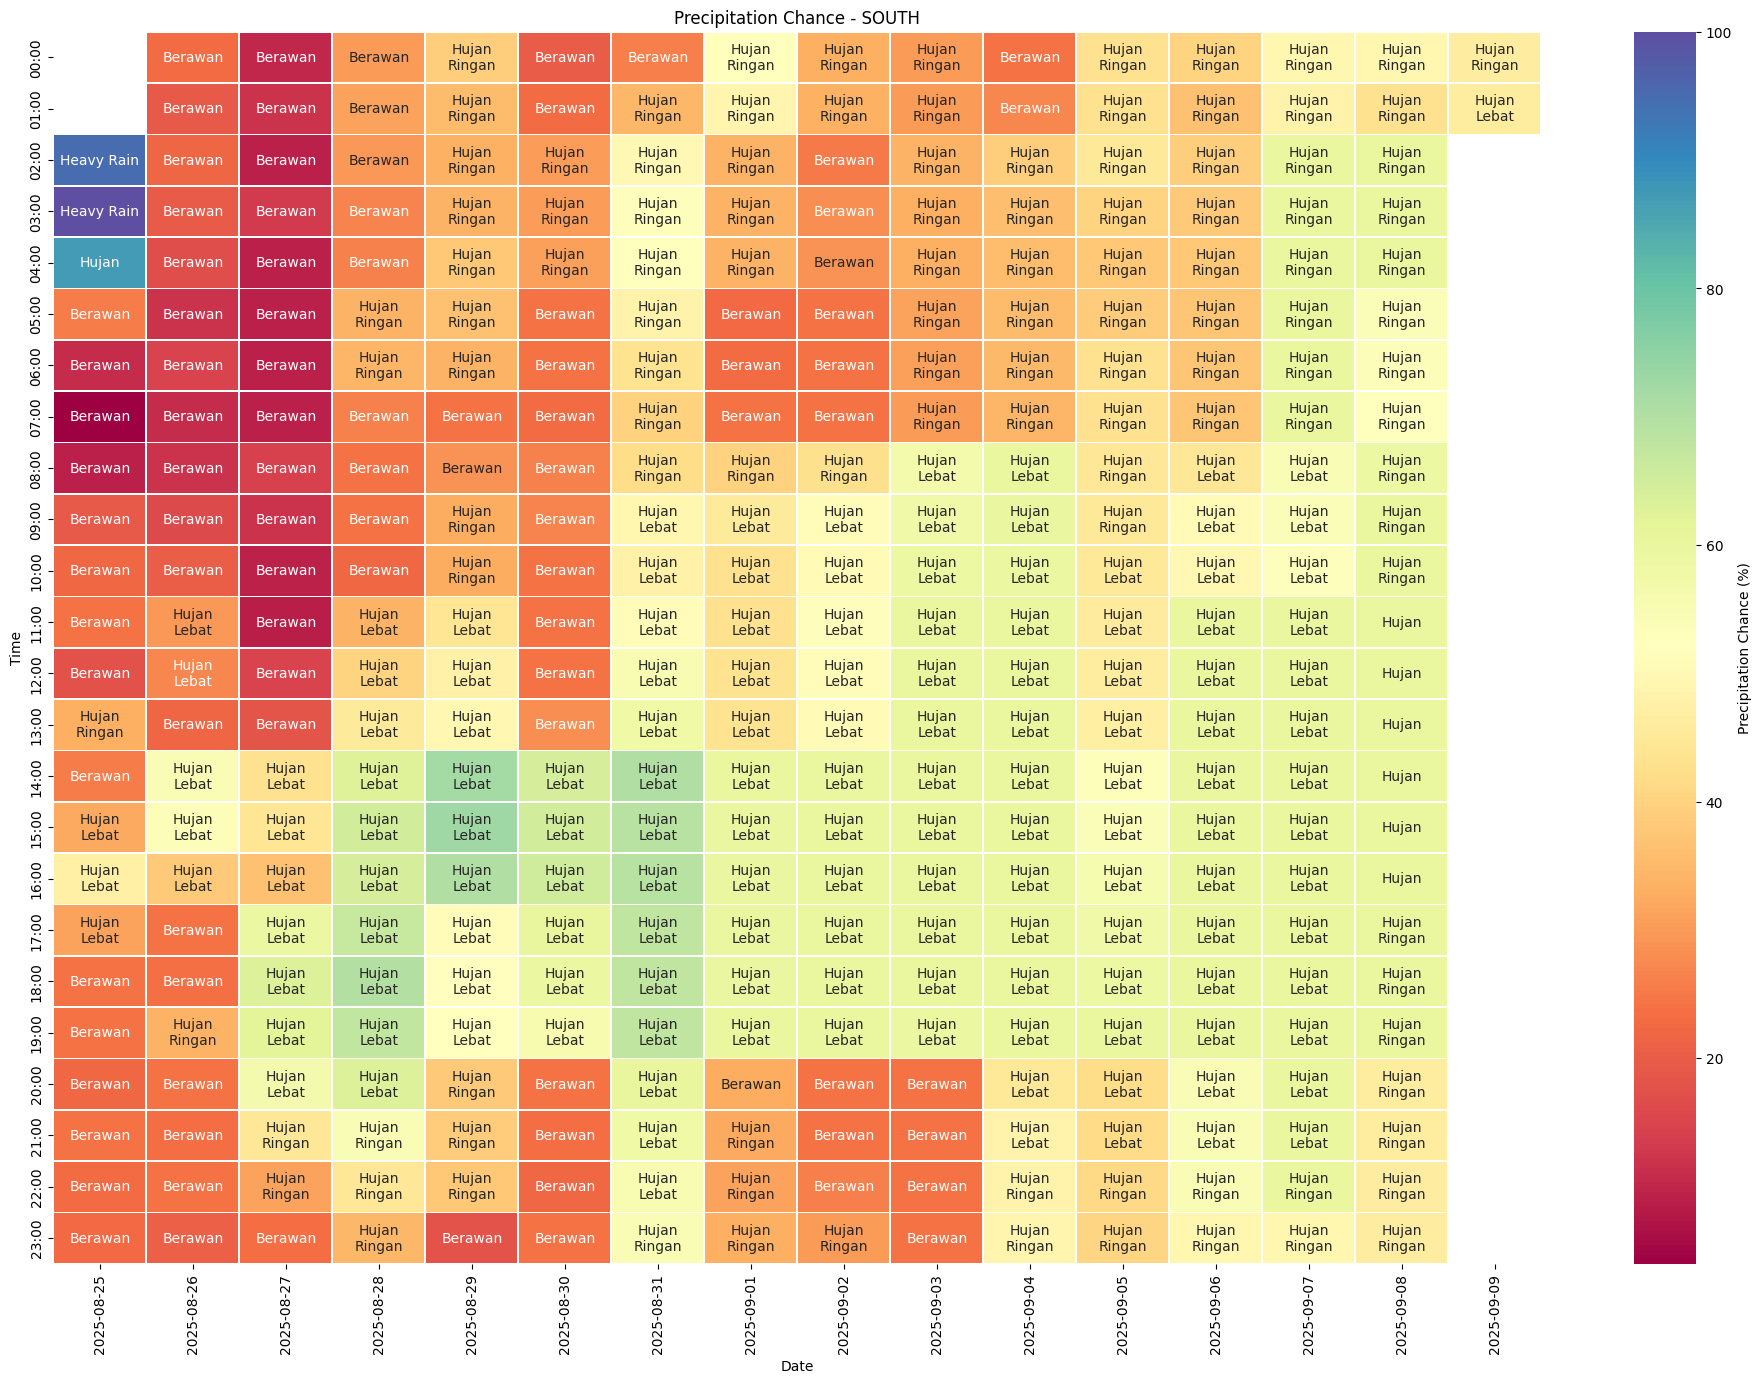 Precipitation Chance - SOUTH
00:00 Berawan Berawan Berawan Hujan Ringan Berawan Berawan Hujan Ringan Hujan Ringan Hujan Ringan Berawan Hujan Ringan Hujan Ringan Hujan Ringan Hujan Ringan Hujan Ringan
01:00 Berawan Berawan Berawan Hujan Ringan Berawan Hujan Ringan Hujan Ringan Hujan Ringan Hujan Ringan Berawan Hujan Ringan Hujan Ringan Hujan Ringan Hujan Ringan Hujan Lebat
02:00 Heavy Rain Berawan Berawan Berawan Hujan Ringan Hujan Ringan Hujan Ringan Hujan Ringan Berawan Hujan Ringan Hujan Ringan Hujan Ringan Hujan Ringan Hujan Ringan Hujan Ringan
03:00 Heavy Rain Berawan Berawan Berawan Hujan Ringan Hujan Ringan Hujan Ringan Hujan Ringan Berawan Hujan Ringan Hujan Ringan Hujan Ringan Hujan Ringan Hujan Ringan Hujan Ringan
04:00 Hujan Berawan Berawan Berawan Hujan Ringan Hujan Ringan Hujan Ringan Hujan Ringan Berawan Hujan Ringan Hujan Ringan Hujan Ringan Hujan Ringan Hujan Ringan Hujan Ringan
05:00 Berawan Berawan Berawan Hujan Ringan Hujan Ringan Berawan Hujan Ringan Berawan Berawan Hujan Ringan Hujan Ringan Hujan Ringan Hujan Ringan Hujan Ringan Hujan Ringan
06:00 Berawan Berawan Berawan Hujan Ringan Hujan Ringan Berawan Hujan Ringan Berawan Berawan Hujan Ringan Hujan Ringan Hujan Ringan Hujan Ringan Hujan Ringan Hujan Ringan
07:00 Berawan Berawan Berawan Berawan Berawan Berawan Hujan Ringan Berawan Berawan Hujan Ringan Hujan Ringan Hujan Ringan Hujan Ringan Hujan Ringan Hujan Ringan
08:00 Berawan Berawan Berawan Berawan Berawan Berawan Hujan Ringan Hujan Ringan Hujan Ringan Hujan Lebat Hujan Lebat Hujan Ringan Hujan Lebat Hujan Lebat Hujan Ringan
09:00 Berawan Berawan Berawan Berawan Hujan Ringan Berawan Hujan Lebat Hujan Lebat Hujan Lebat Hujan Lebat Hujan Lebat Hujan Ringan Hujan Lebat Hujan Lebat Hujan Ringan
10:00 Berawan Berawan Berawan Berawan Hujan Ringan Berawan Hujan Lebat Hujan Lebat Hujan Lebat Hujan Lebat Hujan Lebat Hujan Lebat Hujan Lebat Hujan Lebat Hujan Ringan
11:00 Berawan Hujan Lebat Berawan Hujan Lebat Hujan Lebat Berawan Hujan Lebat Hujan Lebat Hujan Lebat Hujan Lebat Hujan Lebat Hujan Lebat Hujan Lebat Hujan Lebat Hujan
12:00 Berawan Hujan Lebat Berawan Hujan Lebat Hujan Lebat Berawan Hujan Lebat Hujan Lebat Hujan Lebat Hujan Lebat Hujan Lebat Hujan Lebat Hujan Lebat Hujan Lebat Hujan
13:00 Hujan Ringan Berawan Berawan Hujan Lebat Hujan Lebat Berawan Hujan Lebat Hujan Lebat Hujan Lebat Hujan Lebat Hujan Lebat Hujan Lebat Hujan Lebat Hujan Lebat Hujan
14:00 Berawan Hujan Lebat Hujan Lebat Hujan Lebat Hujan Lebat Hujan Lebat Hujan Lebat Hujan Lebat Hujan Lebat Hujan Lebat Hujan Lebat Hujan Lebat Hujan Lebat Hujan Lebat Hujan
15:00 Hujan Lebat Hujan Lebat Hujan Lebat Hujan Lebat Hujan Lebat Hujan Lebat Hujan Lebat Hujan Lebat Hujan Lebat Hujan Lebat Hujan Lebat Hujan Lebat Hujan Lebat Hujan Lebat Hujan
16:00 Hujan Lebat Hujan Lebat Hujan Lebat Hujan Lebat Hujan Lebat Hujan Lebat Hujan Lebat Hujan Lebat Hujan Lebat Hujan Lebat Hujan Lebat Hujan Lebat Hujan Lebat Hujan Lebat Hujan
17:00 Hujan Lebat Berawan Hujan Lebat Hujan Lebat Hujan Lebat Hujan Lebat Hujan Lebat Hujan Lebat Hujan Lebat Hujan Lebat Hujan Lebat Hujan Lebat Hujan Lebat Hujan Lebat Hujan Ringan
18:00 Berawan Berawan Hujan Lebat Hujan Lebat Hujan Lebat Hujan Lebat Hujan Lebat Hujan Lebat Hujan Lebat Hujan Lebat Hujan Lebat Hujan Lebat Hujan Lebat Hujan Lebat Hujan Ringan
19:00 Berawan Hujan Ringan Hujan Lebat Hujan Lebat Hujan Lebat Hujan Lebat Hujan Lebat Hujan Lebat Hujan Lebat Hujan Lebat Hujan Lebat Hujan Lebat Hujan Lebat Hujan Lebat Hujan Ringan
20:00 Berawan Berawan Hujan Lebat Hujan Lebat Hujan Ringan Berawan Hujan Lebat Berawan Berawan Berawan Hujan Lebat Hujan Lebat Hujan Lebat Hujan Lebat Hujan Ringan
21:00 Berawan Berawan Hujan Ringan Hujan Ringan Hujan Ringan Berawan Hujan Lebat Hujan Ringan Berawan Berawan Hujan Lebat Hujan Lebat Hujan Lebat Hujan Lebat Hujan Ringan
22:00 Berawan Berawan Hujan Ringan Hujan Ringan Hujan Ringan Berawan Hujan Lebat Hujan Ringan Berawan Berawan Hujan Ringan Hujan Ringan Hujan Ringan Hujan Ringan Hujan Ringan
23:00 Berawan Berawan Berawan Hujan Ringan Berawan Berawan Hujan Ringan Hujan Ringan Hujan Ringan Berawan Hujan Ringan Hujan Ringan Hujan Ringan Hujan Ringan Hujan Ringan
2025-08-25 2025-08-26 2025-08-27 2025-08-28 2025-08-29 2025-08-30 2025-08-31 2025-09-01 2025-09-02 2025-09-03 2025-09-04 2025-09-05 2025-09-06 2025-09-07 2025-09-08 2025-09-09
Date
Time
100
80
60
40
20
Precipitation Chance (%)